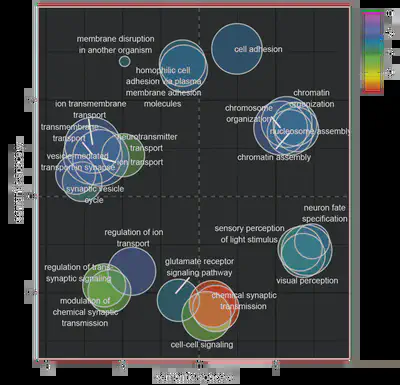 membrane disruption
in another organism
cell adhesion
homophilic cell
adhesion via plasma
membrane adhesion
molecules
ion transmembrane
transport
chromatin
organization
chromosome
organization
nucleosome assembly
chromatin assembly
transmembrane
transport
neurotransmitter
transport
vesicle-mediated
transport in synapse
ion transport
synaptic vesicle
cycle
neuron fate
specification
sensory perception
of light stimulus
visual perception
regulation of ion
transport
glutamate receptor
signaling pathway
regulation of trans-
synaptic signaling
modulation of
chemical synaptic
transmission
chemical synaptic
transmission
cell-cell signaling